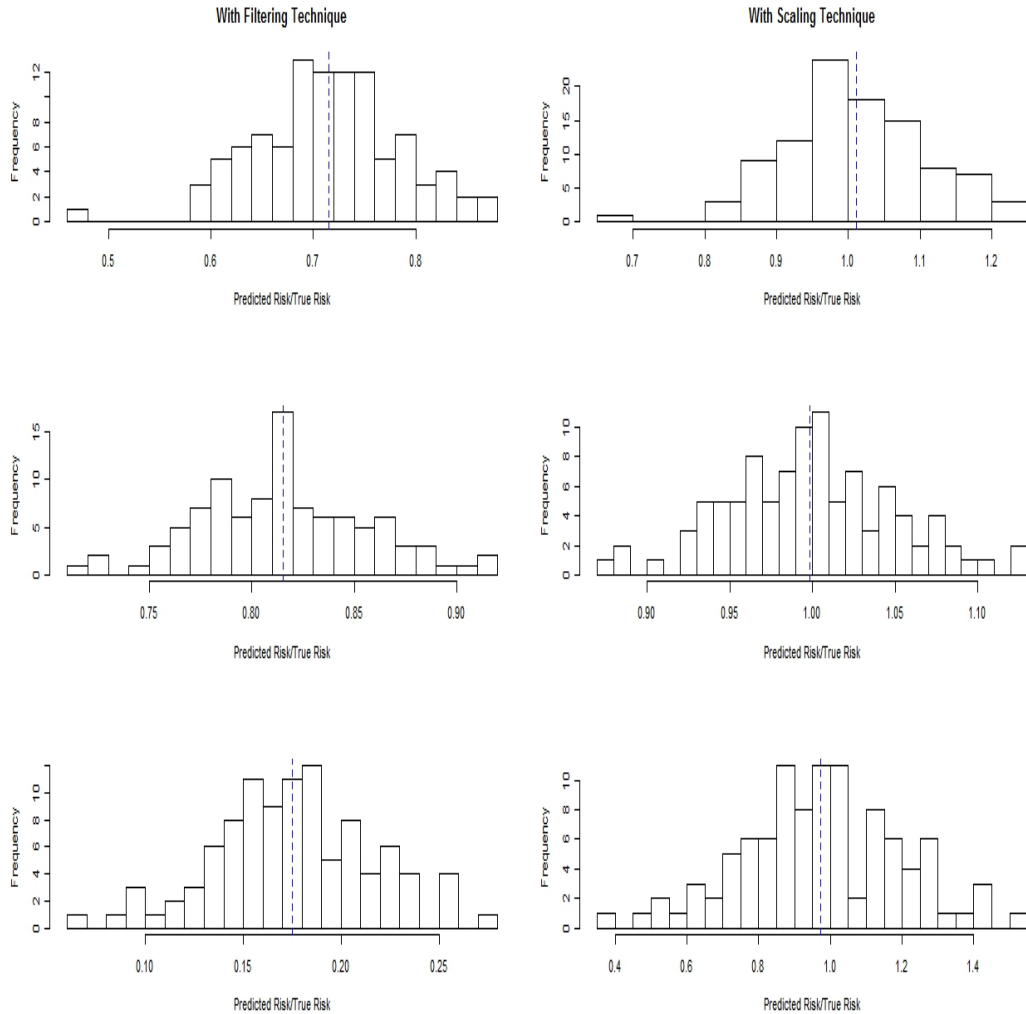 With Filtering Technique
Frequency
0 2 4 6 8 12
0.5 0.6 0.7 0.8
Predicted Risk/True Risk
With Scaling Technique
Frequency
0 5 10 15 20
0.7 0.8 0.9 1.0 1.1 1.2
Predicted Risk/True Risk
Frequency
0 5 10 15
0.75 0.80 0.85 0.90
Predicted Risk/True Risk
Frequency
0 2 4 6 8 10
0.90 0.95 1.00 1.05 1.10
Predicted Risk/True Risk
Frequency
0 2 4 6 8 10
0.10 0.15 0.20 0.25
Predicted Risk/True Risk
Frequency
0 2 4 6 8 10
0.4 0.6 0.8 1.0 1.2 1.4
Predicted Risk/True Risk